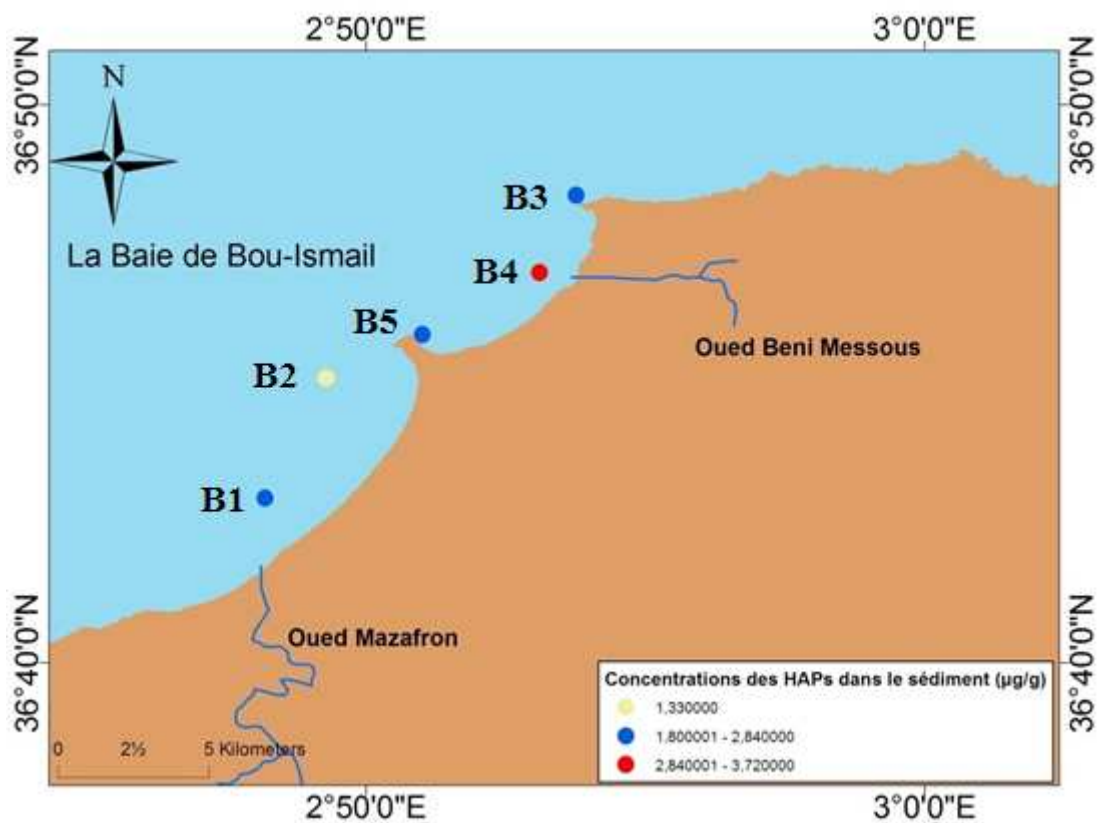 2°50'0"E
3°0'0"E
36°50'0"N
36°50'0"N
N
B3
La Baie de Bou-Ismail
B4
B5
Oued Beni Messous
B2
B1
Oued Mazafron
36°40'0"N
36°40'0"N
Concentrations des HAPs dans le sédiment (µg/g)
1,330000
1,800001 - 2,840000
2,840001 - 3,720000
0 2½ 5 Kilometers
2°50'0"E
3°0'0"E